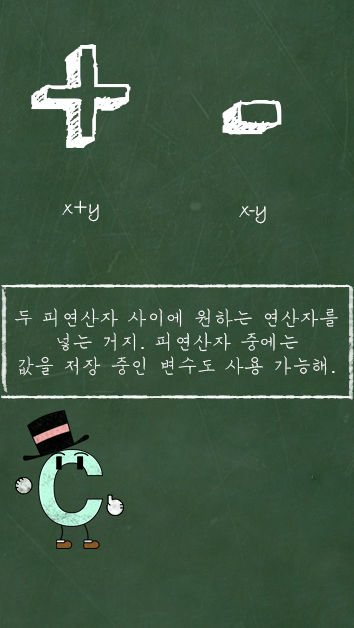 x+y
x-y
두 피연산자 사이에 원하는 연산자를
넣는 거지. 피연산자 중에는
값을 저장 중인 변수도 사용 가능해.